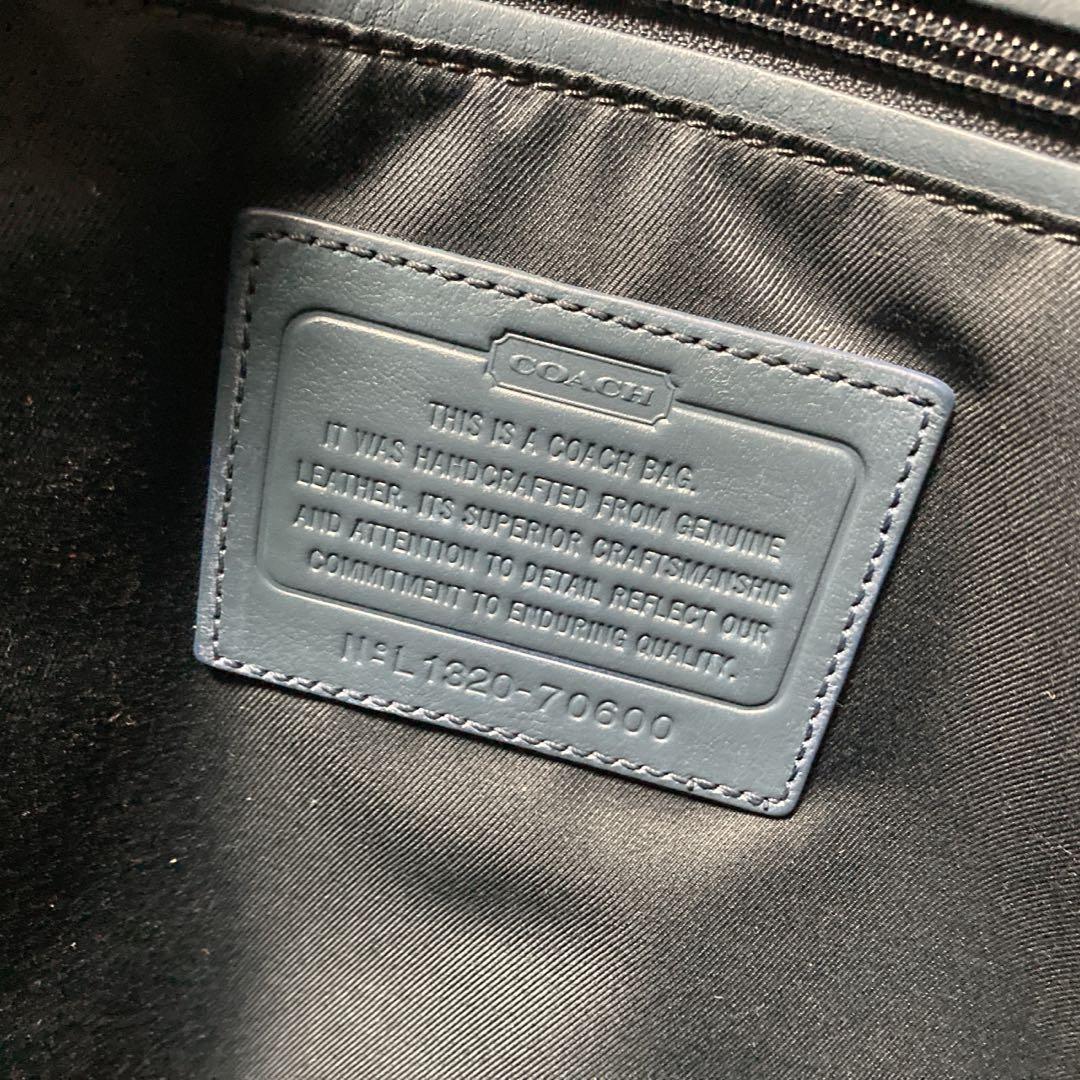 COACH
THIS IS A COACH BAG.
IT WAS HANDCRAFTED FROM GENUINE
LEATHER. ITS SUPERIOR CRAFTSMANSHIP
AND ATTENTION TO DETAIL REFLECT OUR
COMMITMENT TO ENDURING QUALITY.
Nº L1320-70600